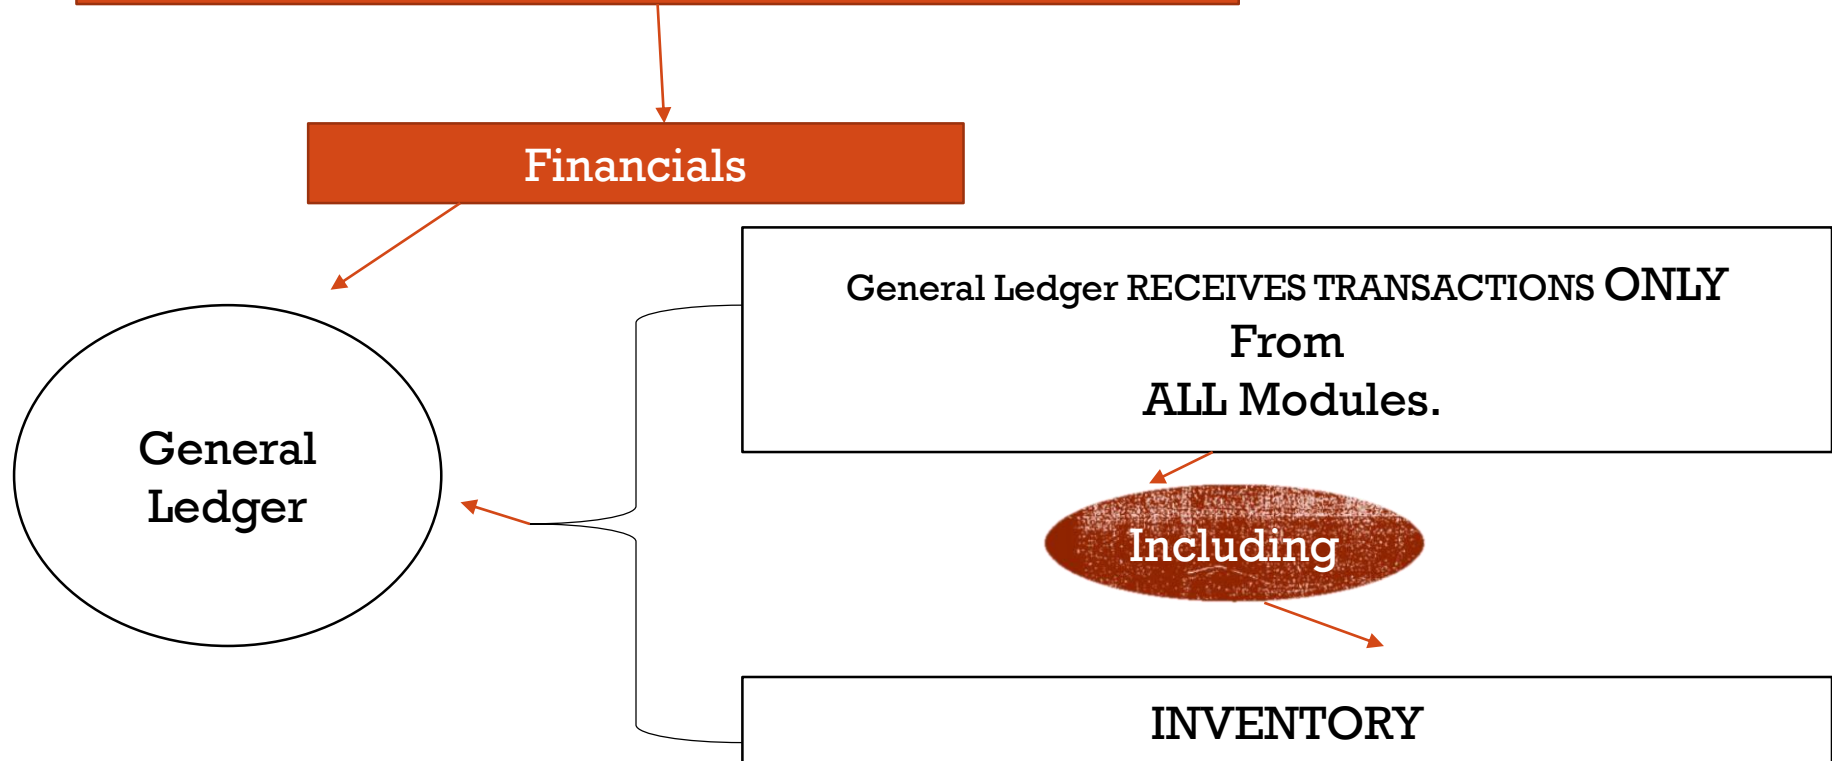 Financials
General Ledger RECEIVES TRANSACTIONS ONLY
From
ALL Modules.
General
Ledger
Including
INVENTORY